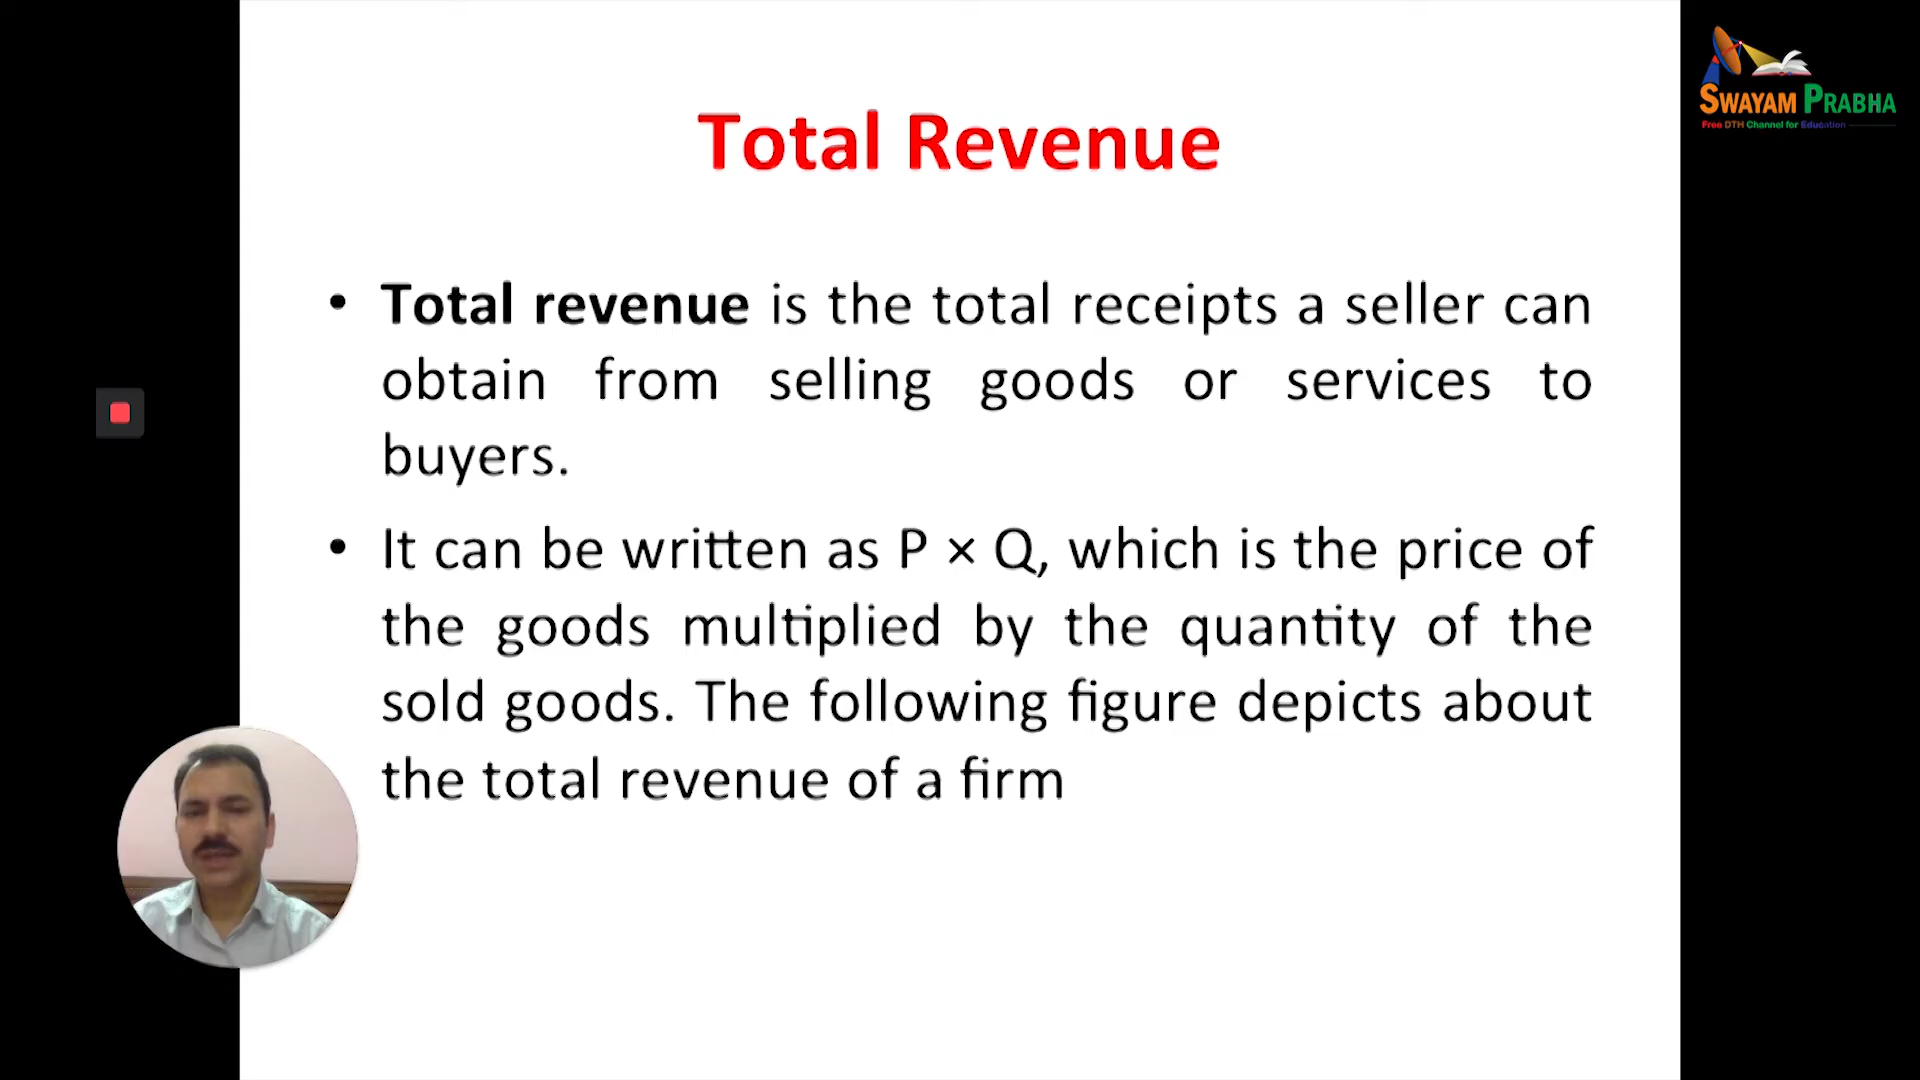 Total Revenue
• Total revenue is the total receipts a seller can
obtain from selling goods or services to
buyers.
• It can be written as P × Q, which is the price of
the goods multiplied by the quantity of the
sold goods. The following figure depicts about
the total revenue of a firm
SWAYAM PRABHA
Free DTH Channel for Education